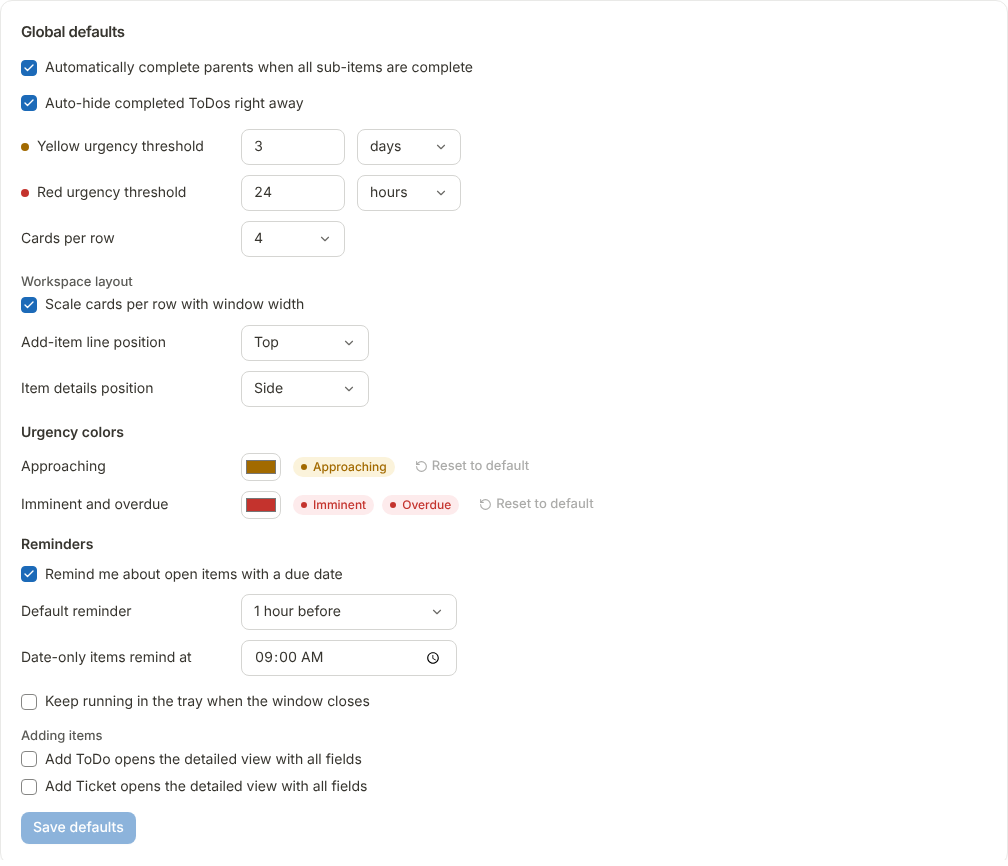 Global defaults
Automatically complete parents when all sub-items are complete
Auto-hide completed ToDos right away
Yellow urgency threshold 3 days
Red urgency threshold 24 hours
Cards per row 4
Workspace layout
Scale cards per row with window width
Add-item line position Top
Item details position Side
Urgency colors
Approaching Approaching Reset to default
Imminent and overdue Imminent Overdue Reset to default
Reminders
Remind me about open items with a due date
Default reminder 1 hour before
Date-only items remind at 09:00 AM
Keep running in the tray when the window closes
Adding items
Add ToDo opens the detailed view with all fields
Add Ticket opens the detailed view with all fields
Save defaults